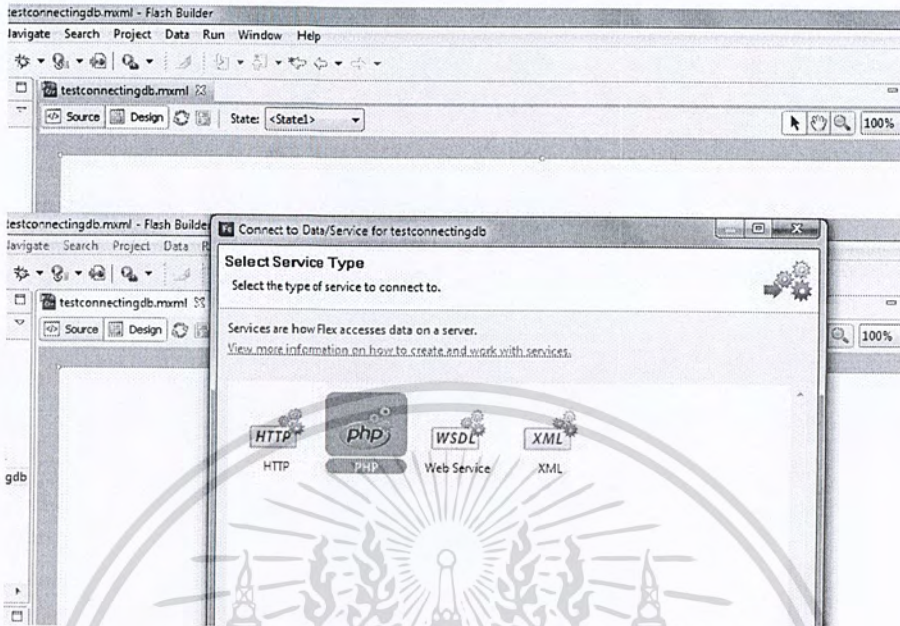 testconnectingdb.mxml - Flash Builder
Navigate Search Project Data Run Window Help
testconnectingdb.mxml
Source Design State: <State1> 100%
testconnectingdb.mxml - Flash Builder
Navigate Search Project Data R
Connect to Data/Service for testconnectingdb
Select Service Type
Select the type of service to connect to.
testconnectingdb.mxml
Source Design 100%
Services are how Flex accesses data on a server.
View more information on how to create and work with services.
HTTP php WSDL XML
HTTP PHP Web Service XML
gdb